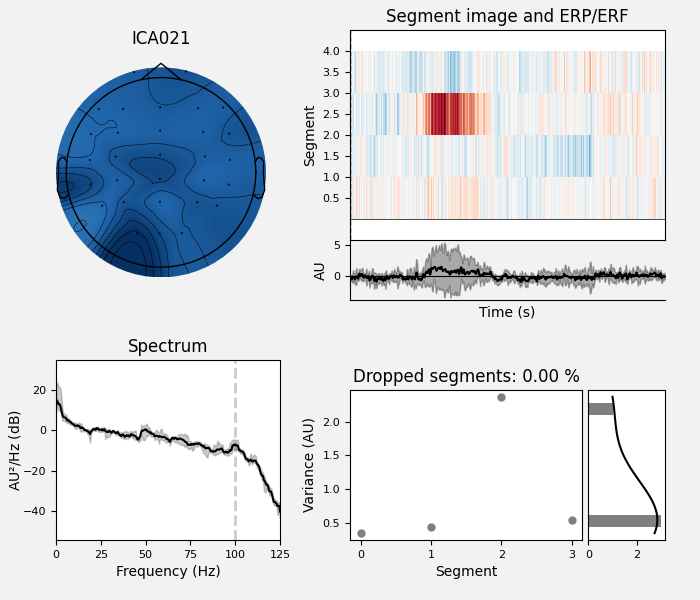 ICA021
Segment image and ERP/ERF
Segment
4.0
3.5
3.0
2.5
2.0
1.5
1.0
0.5
AU
5
0
Time (s)
Spectrum
AU²/Hz (dB)
20
0
−20
−40
0 25 50 75 100 125
Frequency (Hz)
Dropped segments: 0.00 %
Variance (AU)
2.0
1.5
1.0
0.5
0 1 2 3
Segment
0 2